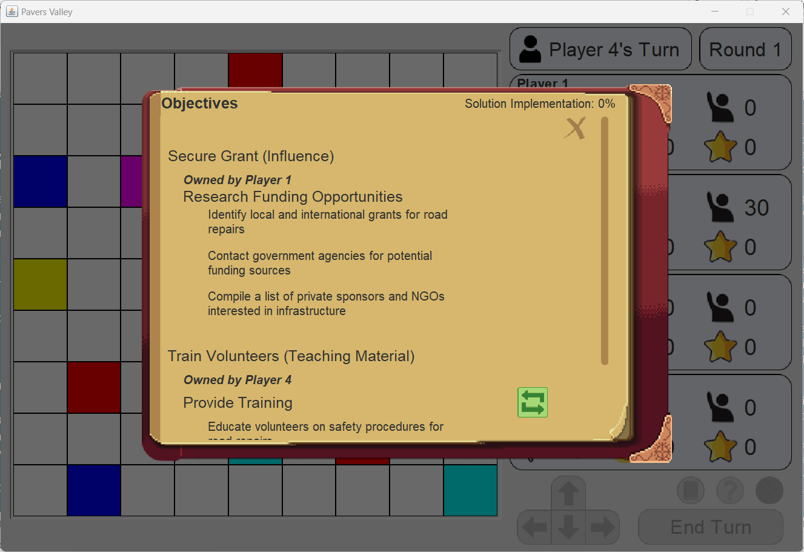 Pavers Valley
Player 4's Turn
Round 1
Player 1
Objectives
Solution Implementation: 0%
0
0
0
Secure Grant (Influence)
Owned by Player 1
Research Funding Opportunities
Identify local and international grants for road
repairs
30
0
0
Contact government agencies for potential
funding sources
Compile a list of private sponsors and NGOs
interested in infrastructure
0
0
0
0
Train Volunteers (Teaching Material)
Owned by Player 4
Provide Training
Educate volunteers on safety procedures for
road repairs
0
0
?
End Turn